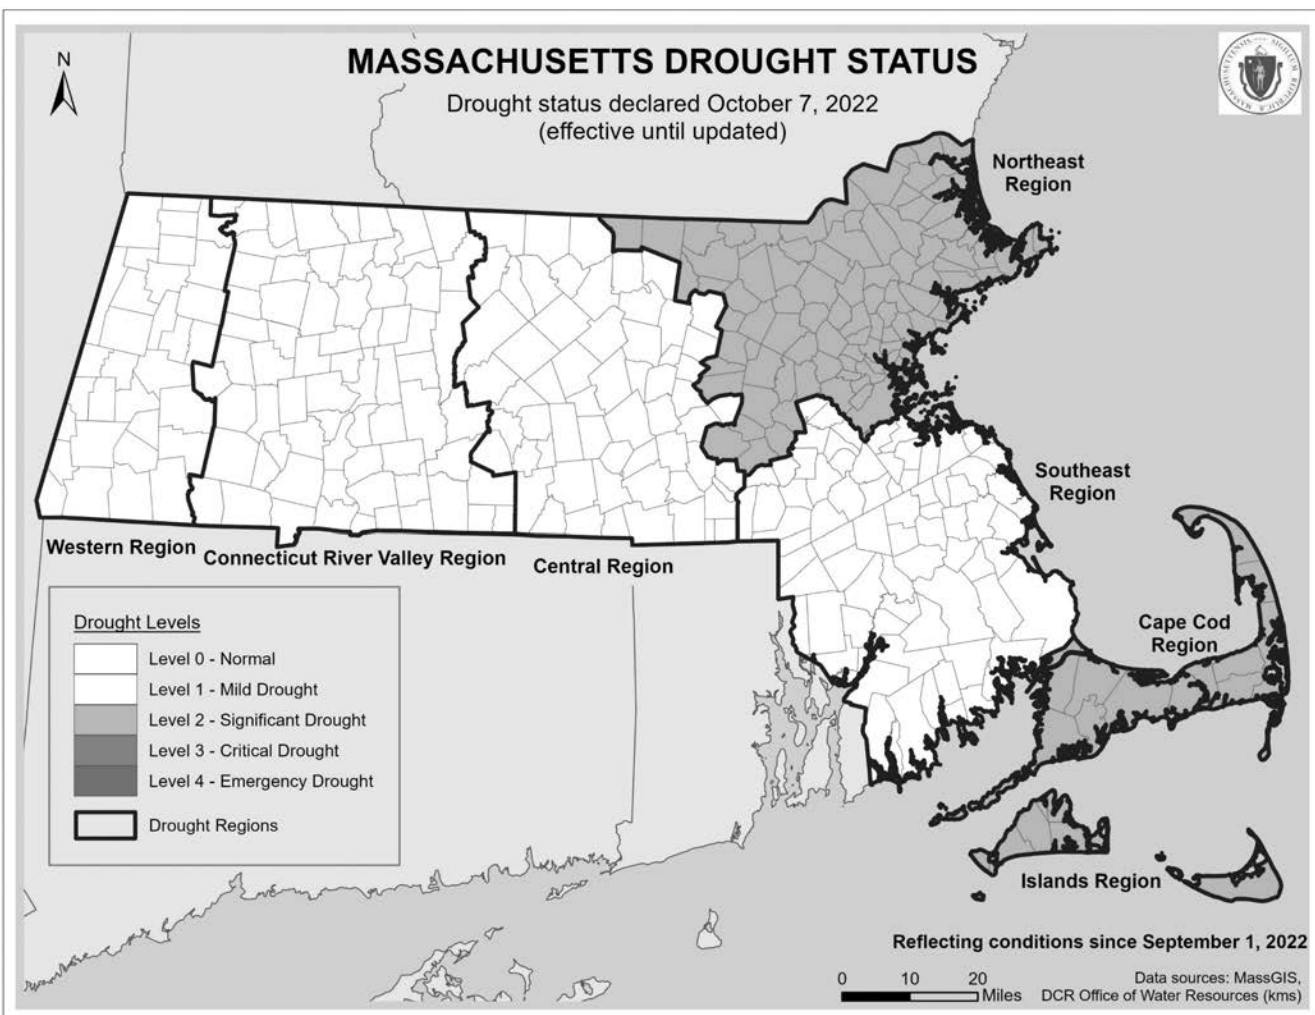 N
MASSACHUSETTS DROUGHT STATUS
Drought status declared October 7, 2022
(effective until updated)
Northeast
Region
Southeast
Region
Western Region
Connecticut River Valley Region
Central Region
Cape Cod
Region
Drought Levels
Level 0 - Normal
Level 1 - Mild Drought
Level 2 - Significant Drought
Level 3 - Critical Drought
Level 4 - Emergency Drought
Drought Regions
Islands Region
Reflecting conditions since September 1, 2022
0 10 20
Miles
Data sources: MassGIS,
DCR Office of Water Resources (kms)